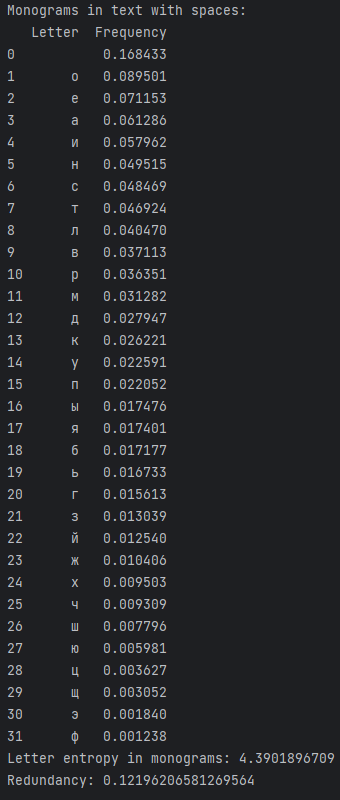 Monograms in text with spaces:
Letter Frequency
0 0.168433
1 о 0.089501
2 е 0.071153
3 а 0.061286
4 и 0.057962
5 н 0.049515
6 с 0.048469
7 т 0.046924
8 л 0.040470
9 в 0.037113
10 р 0.036351
11 м 0.031282
12 д 0.027947
13 к 0.026221
14 у 0.022591
15 п 0.022052
16 ы 0.017476
17 я 0.017401
18 б 0.017177
19 ь 0.016733
20 г 0.015613
21 з 0.013039
22 й 0.012540
23 ж 0.010406
24 х 0.009503
25 ч 0.009309
26 ш 0.007796
27 ю 0.005981
28 ц 0.003627
29 щ 0.003052
30 э 0.001840
31 ф 0.001238
Letter entropy in monograms: 4.3901896709
Redundancy: 0.12196206581269564